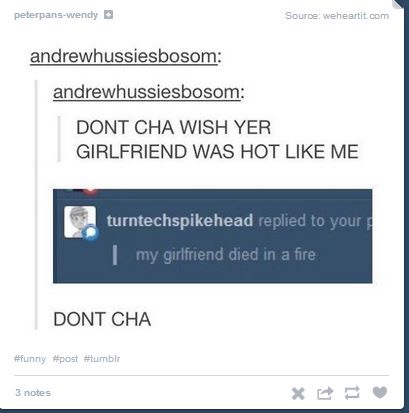 peterpans-wendy
Source: weheartit.com
andrewhussiesbosom:
andrewhussiesbosom:
DONT CHA WISH YER
GIRLFRIEND WAS HOT LIKE ME
turntechspikehead replied to your p
my girlfriend died in a fire
DONT CHA
#funny #post #tumblr
3 notes